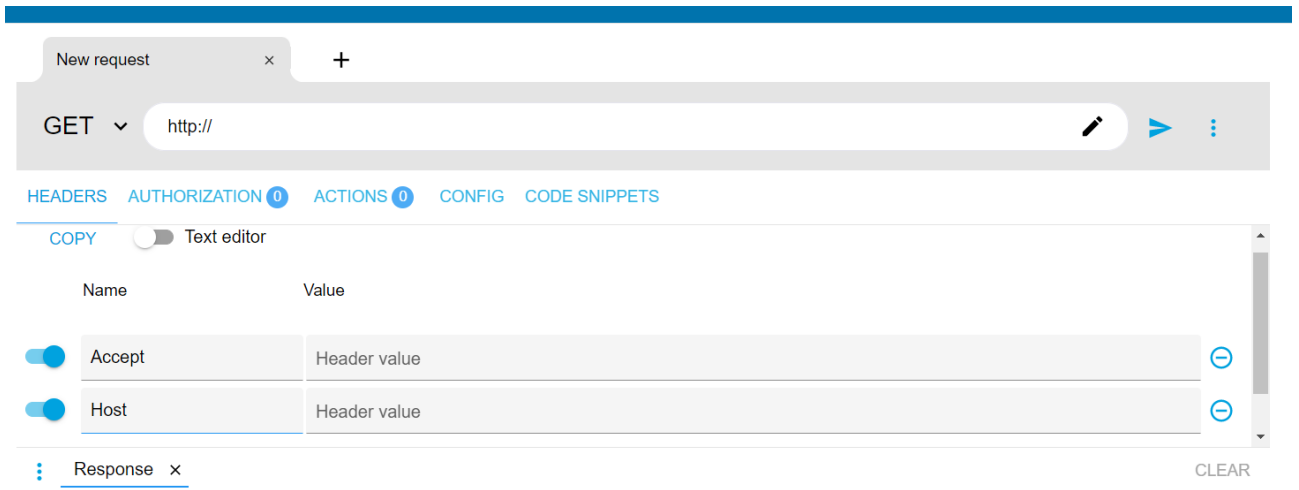 New request × +
GET http://
HEADERS AUTHORIZATION 0 ACTIONS 0 CONFIG CODE SNIPPETS
COPY Text editor
Name Value
Accept Header value
Host Header value
Response × CLEAR